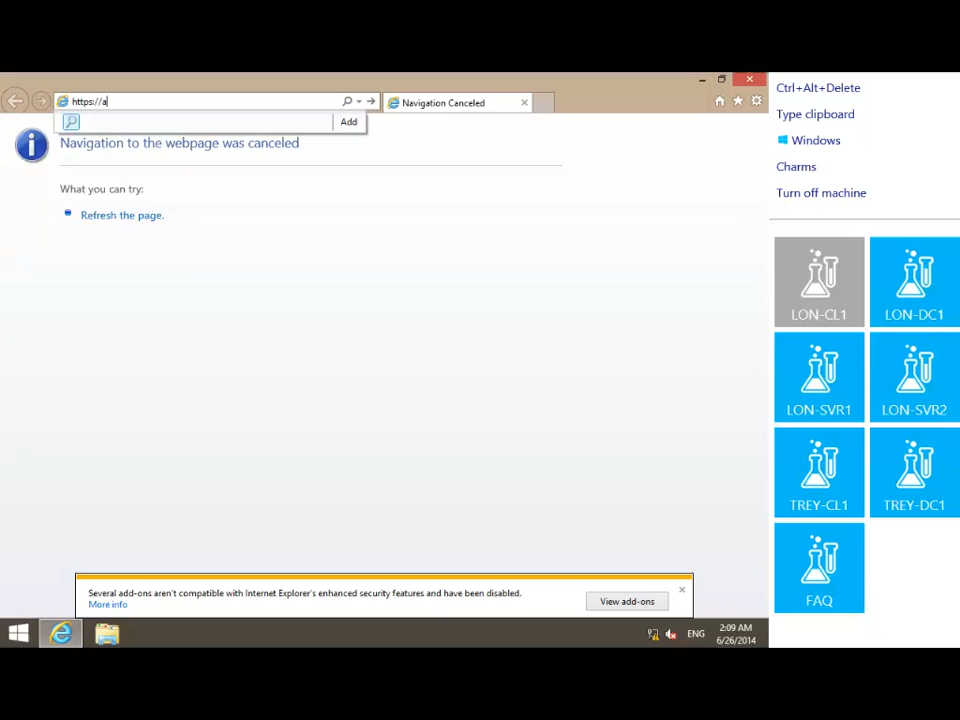 https://a
Navigation Canceled
Add
Navigation to the webpage was canceled
What you can try:
Refresh the page.
Several add-ons aren't compatible with Internet Explorer's enhanced security features and have been disabled.
More info
View add-ons
ENG
2:09 AM
6/26/2014
Ctrl+Alt+Delete
Type clipboard
Windows
Charms
Turn off machine
LON-CL1
LON-DC1
LON-SVR1
LON-SVR2
TREY-CL1
TREY-DC1
FAQ